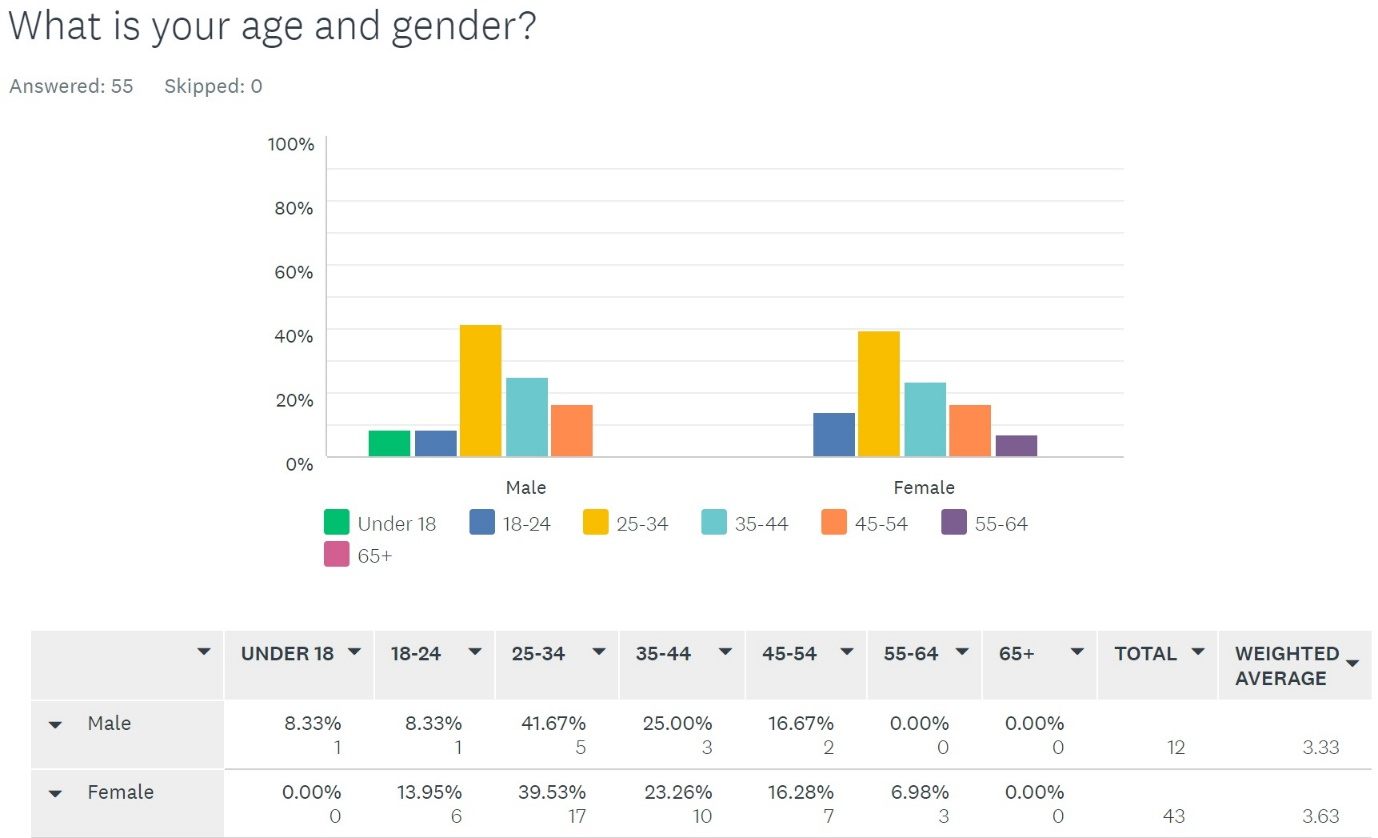 What is your age and gender?
Answered: 55 Skipped: 0
100%
80%
60%
40%
20%
0%
Male Female
Under 18 18-24 25-34 35-44 45-54 55-64
65+
UNDER 18 18-24 25-34 35-44 45-54 55-64 65+ TOTAL WEIGHTED
AVERAGE
Male 8.33% 8.33% 41.67% 25.00% 16.67% 0.00% 0.00%
1 1 5 3 2 0 0 12 3.33
Female 0.00% 13.95% 39.53% 23.26% 16.28% 6.98% 0.00%
0 6 17 10 7 3 0 43 3.63